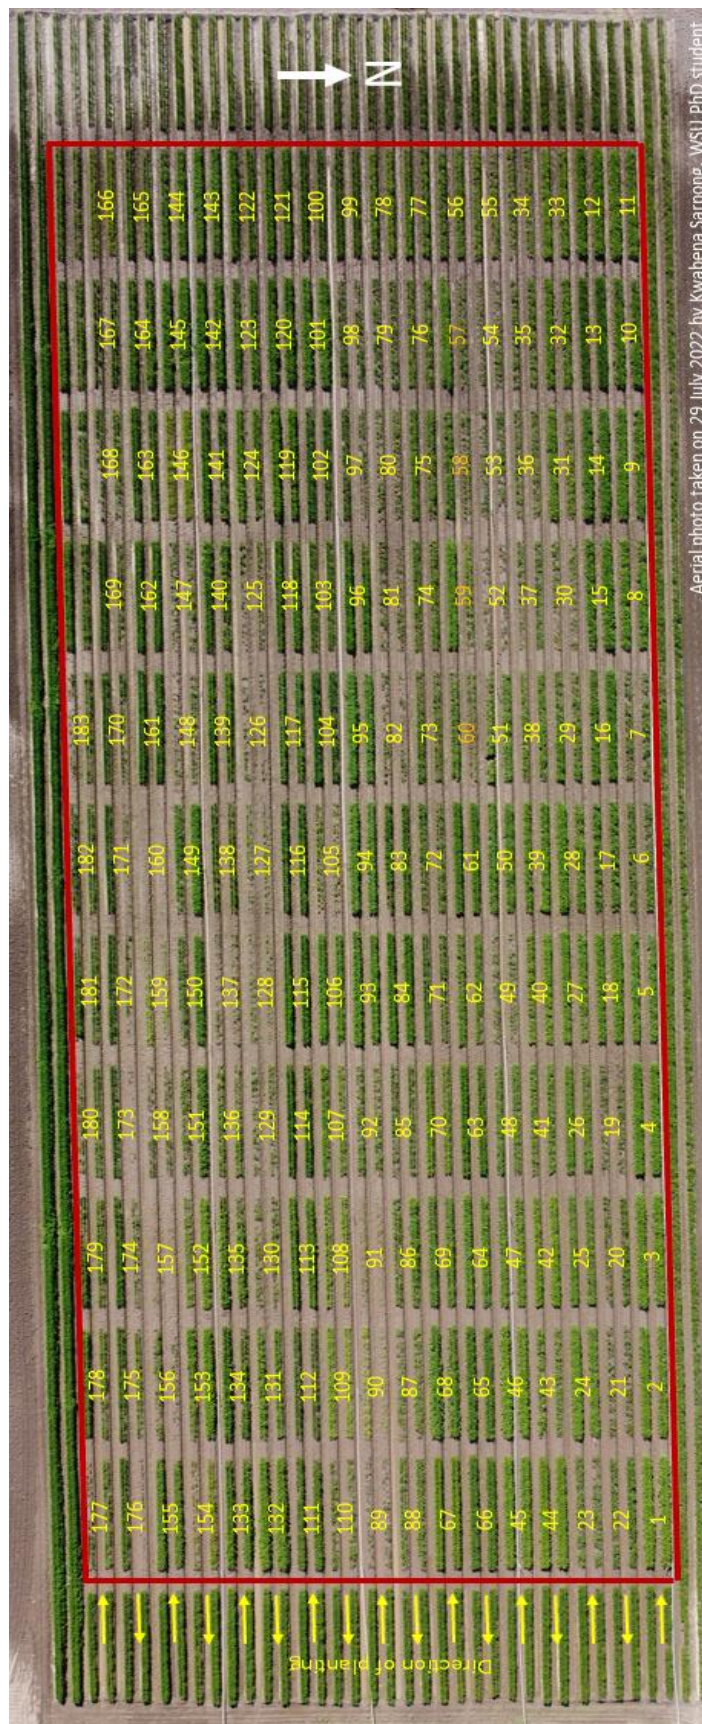 177 178 179 180 181 182 183
176 175 174 173 172 171 170 169 168 167 166
155 156 157 158 159 160 161 162 163 164 165
154 153 152 151 150 149 148 147 146 145 144
133 134 135 136 137 138 139 140 141 142 143
132 131 130 129 128 127 126 125 124 123 122
111 112 113 114 115 116 117 118 119 120 121
110 109 108 107 106 105 104 103 102 101 100
89 90 91 92 93 94 95 96 97 98 99
88 87 86 85 84 83 82 81 80 79 78
67 68 69 70 71 72 73 74 75 76 77
66 65 64 63 62 61 60 59 58 57 56
45 46 47 48 49 50 51 52 53 54 55
44 43 42 41 40 39 38 37 36 35 34
23 24 25 26 27 28 29 30 31 32 33
22 21 20 19 18 17 16 15 14 13 12
1 2 3 4 5 6 7 8 9 10 11
Direction of planting
N
Aerial photo taken on 29 July 2022 by Kwabena Sarpong, WSU PhD student